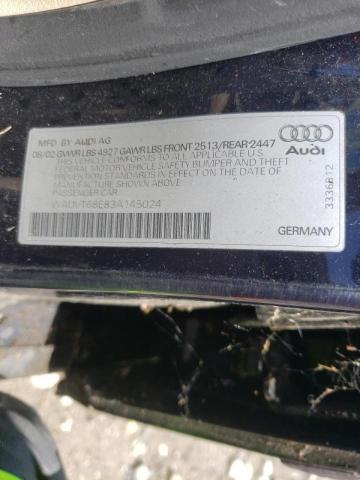 MFD. BY AUDI AG
08/02 GVWR LBS 4927 GAWR LBS FRONT 2513/REAR 2447
THIS VEHICLE CONFORMS TO ALL APPLICABLE U.S.
FEDERAL MOTOR VEHICLE SAFETY BUMPER AND THEFT
PREVENTION STANDARDS IN EFFECT ON THE DATE OF
MANUFACTURE SHOWN ABOVE
PASSENGER CAR
WAUVT68E83A145024
Audi
3336812
GERMANY